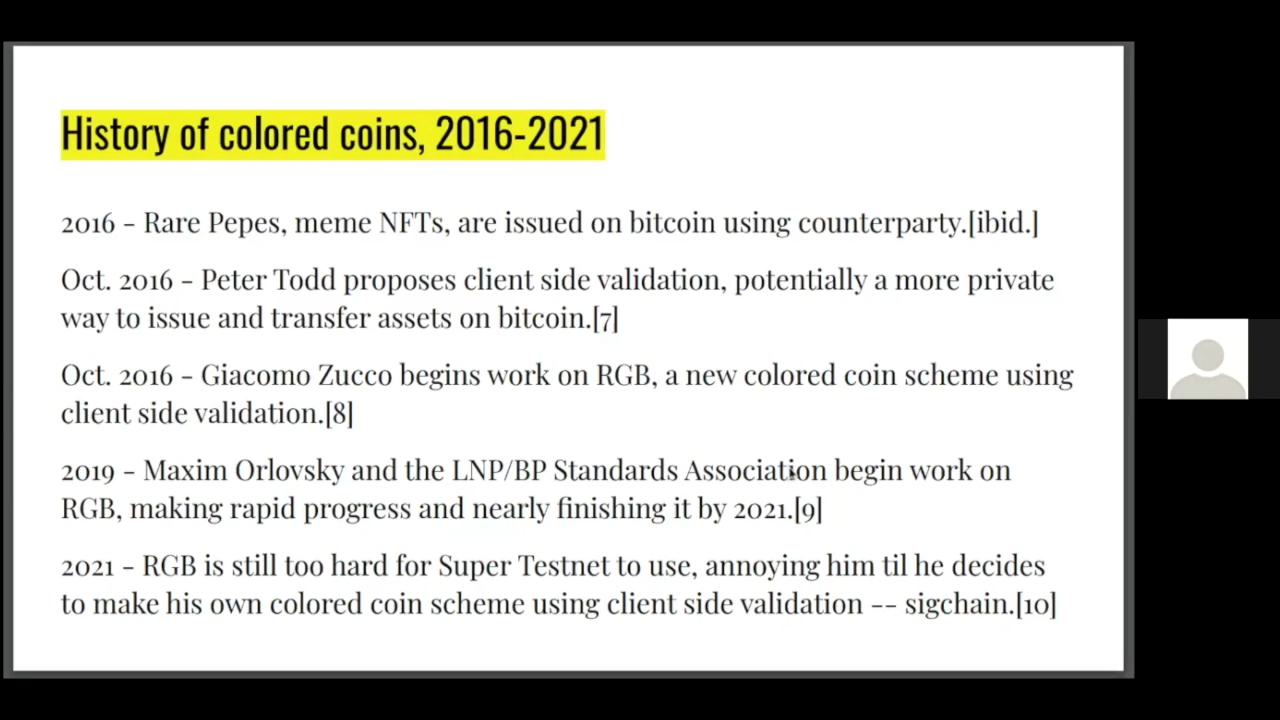 History of colored coins, 2016-2021
2016 – Rare Pepes, meme NFTs, are issued on bitcoin using counterparty.[ibid.]
Oct. 2016 – Peter Todd proposes client side validation, potentially a more private
way to issue and transfer assets on bitcoin.[7]
Oct. 2016 – Giacomo Zucco begins work on RGB, a new colored coin scheme using
client side validation.[8]
2019 – Maxim Orlovsky and the LNP/BP Standards Association begin work on
RGB, making rapid progress and nearly finishing it by 2021.[9]
2021 – RGB is still too hard for Super Testnet to use, annoying him til he decides
to make his own colored coin scheme using client side validation -- sigchain.[10]